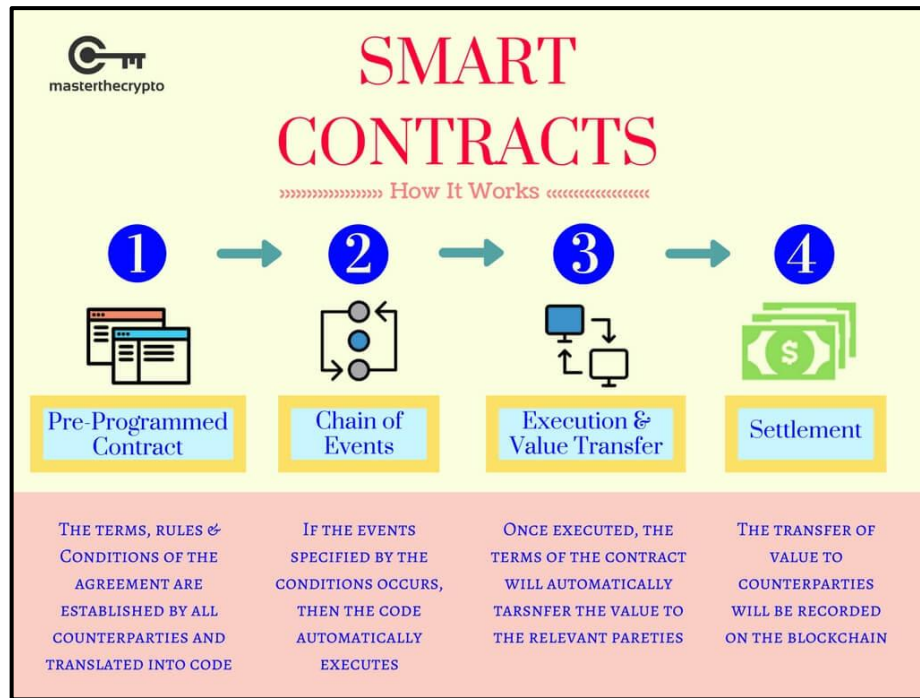 masterthecrypto
SMART
CONTRACTS
»»»»»»»»»» How It Works ««««««««««
1
2
3
4
$
Pre-Programmed
Contract
Chain of
Events
Execution &
Value Transfer
Settlement
THE TERMS, RULES &
CONDITIONS OF THE
AGREEMENT ARE
ESTABLISHED BY ALL
COUNTERPARTIES AND
TRANSLATED INTO CODE
IF THE EVENTS
SPECIFIED BY THE
CONDITIONS OCCURS,
THEN THE CODE
AUTOMATICALLY
EXECUTES
ONCE EXECUTED, THE
TERMS OF THE CONTRACT
WILL AUTOMATICALLY
TARSNFER THE VALUE TO
THE RELEVANT PARETIES
THE TRANSFER OF
VALUE TO
COUNTERPARTIES
WILL BE RECORDED
ON THE BLOCKCHAIN